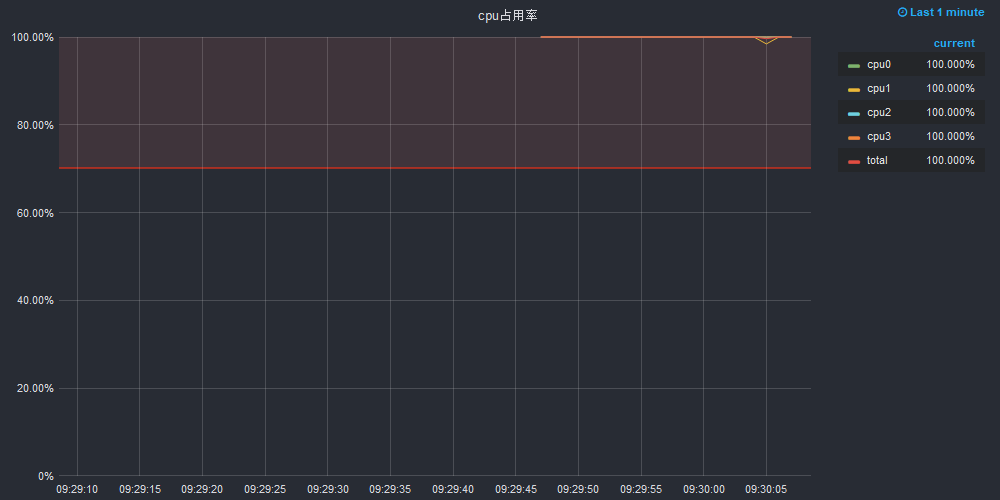 cpu占用率
Last 1 minute
current
cpu0 100.000%
cpu1 100.000%
cpu2 100.000%
cpu3 100.000%
total 100.000%
100.00%
80.00%
60.00%
40.00%
20.00%
0%
09:29:10 09:29:15 09:29:20 09:29:25 09:29:30 09:29:35 09:29:40 09:29:45 09:29:50 09:29:55 09:30:00 09:30:05